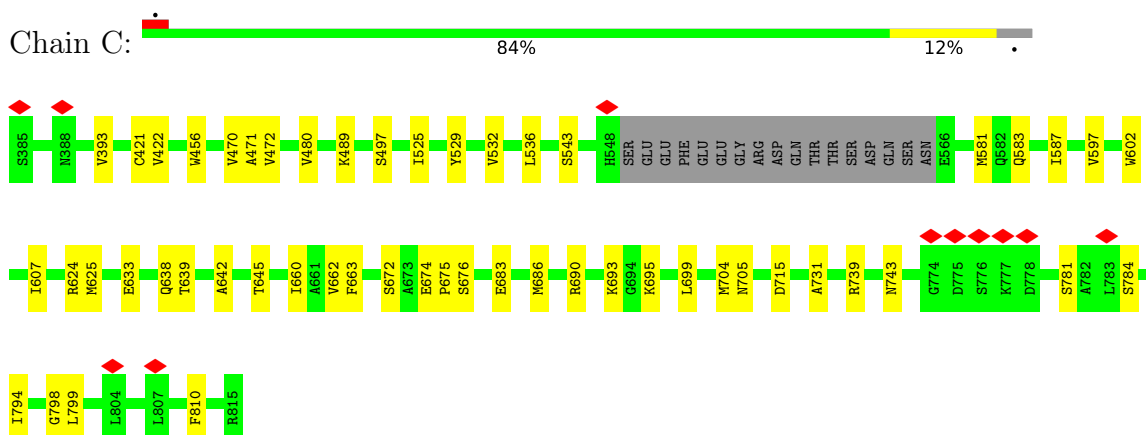 •
Chain C:
84% 12% •
S385 N388 V393 C421 V422 W456 V470 A471 V472 V480 K489 S497 I525 Y529 V532 L536 S543 H548 SER GLU GLU PHE GLU GLU GLY ARG ASP GLN THR THR SER ASP GLN SER ASN E566 M581 Q582 Q583 I587 V597 W602
I607 R624 M625 E633 Q638 T639 A642 T645 I660 A661 V662 F663 S672 A673 E674 P675 S676 E683 M686 R690 K693 G694 K695 L699 M704 N705 D715 A731 R739 N743 G774 D775 S776 K777 D778 S781 A782 L783 S784
I794 G798 L799 L804 L807 F810 R815